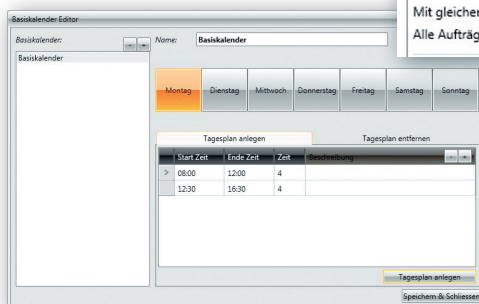 Mit gleicher
Alle Aufträg
Basiskalender Editor
Basiskalender:
Name: Basiskalender
Basiskalender
Montag Dienstag Mittwoch Donnerstag Freitag Samstag Sonntag
Tagesplan anlegen Tagesplan entfernen
Start Zeit Ende Zeit Zeit Beschreibung
> 08:00 12:00 4
12:30 16:30 4
Tagesplan anlegen
Speichern & Schliessen